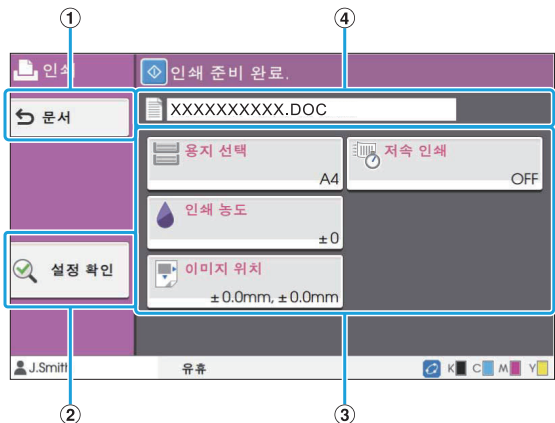 ① ④
인쇄 인쇄 준비 완료.
문서 XXXXXXXXXX.DOC
용지 선택 저속 인쇄
A4 OFF
인쇄 농도
±0
설정 확인 이미지 위치
±0.0mm, ±0.0mm
J.Smith 유휴 K C M Y
② ③